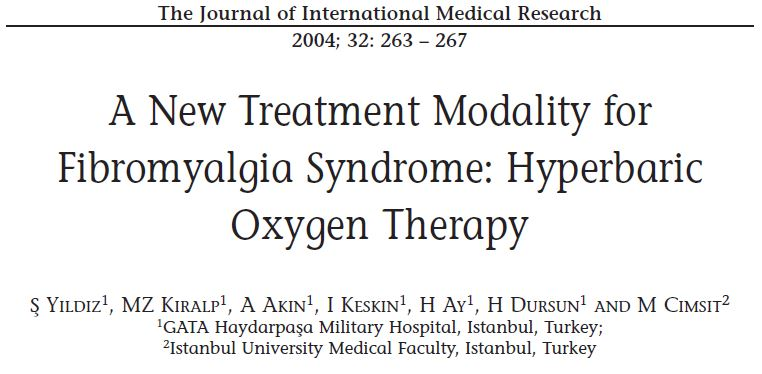 The Journal of International Medical Research
2004; 32: 263 – 267
A New Treatment Modality for
Fibromyalgia Syndrome: Hyperbaric
Oxygen Therapy
Ş YILDIZ¹, MZ KIRALP¹, A AKIN¹, I KESKIN¹, H AY¹, H DURSUN¹ AND M CIMSIT²
¹GATA Haydarpaşa Military Hospital, Istanbul, Turkey;
²Istanbul University Medical Faculty, Istanbul, Turkey